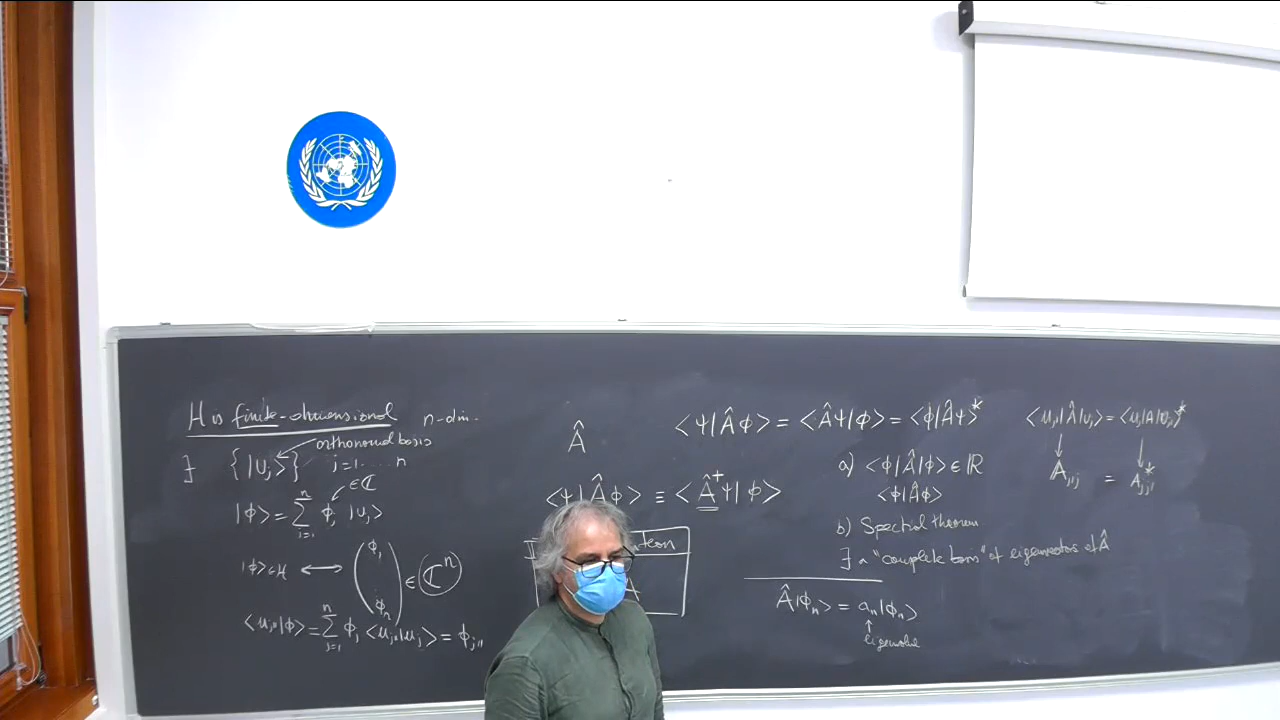 H is finite-dimensional n-dim.
orthonormal basis
∃ {|u_j>} j=1.....n
∈ ℂ
|φ> = Σ_{i=1}^{n} φ_j |u_j>
|φ> ∈ H ⟷ (φ_1 φ_n) ∈ ℂ^n
<u_j'|φ> = Σ_{j=1}^{n} φ_j <u_j'|u_j> = φ_j'
Â
<ψ|Âφ> ≡ <Â†ψ|φ>
<ψ|Âφ> = <Âψ|φ> = <φ|Âψ>*
a) <φ|Â|φ> ∈ ℝ
<φ|Âφ>
b) Spectral theorem
∃ a "complete basis" of eigenvectors of Â
Â|φ_n> = a_n|φ_n>
↑
eigenvalue
<u_j'|Â|u_j> = <u_j|A|u_j'>*
↓ ↓
A_j'j = A_jj'*